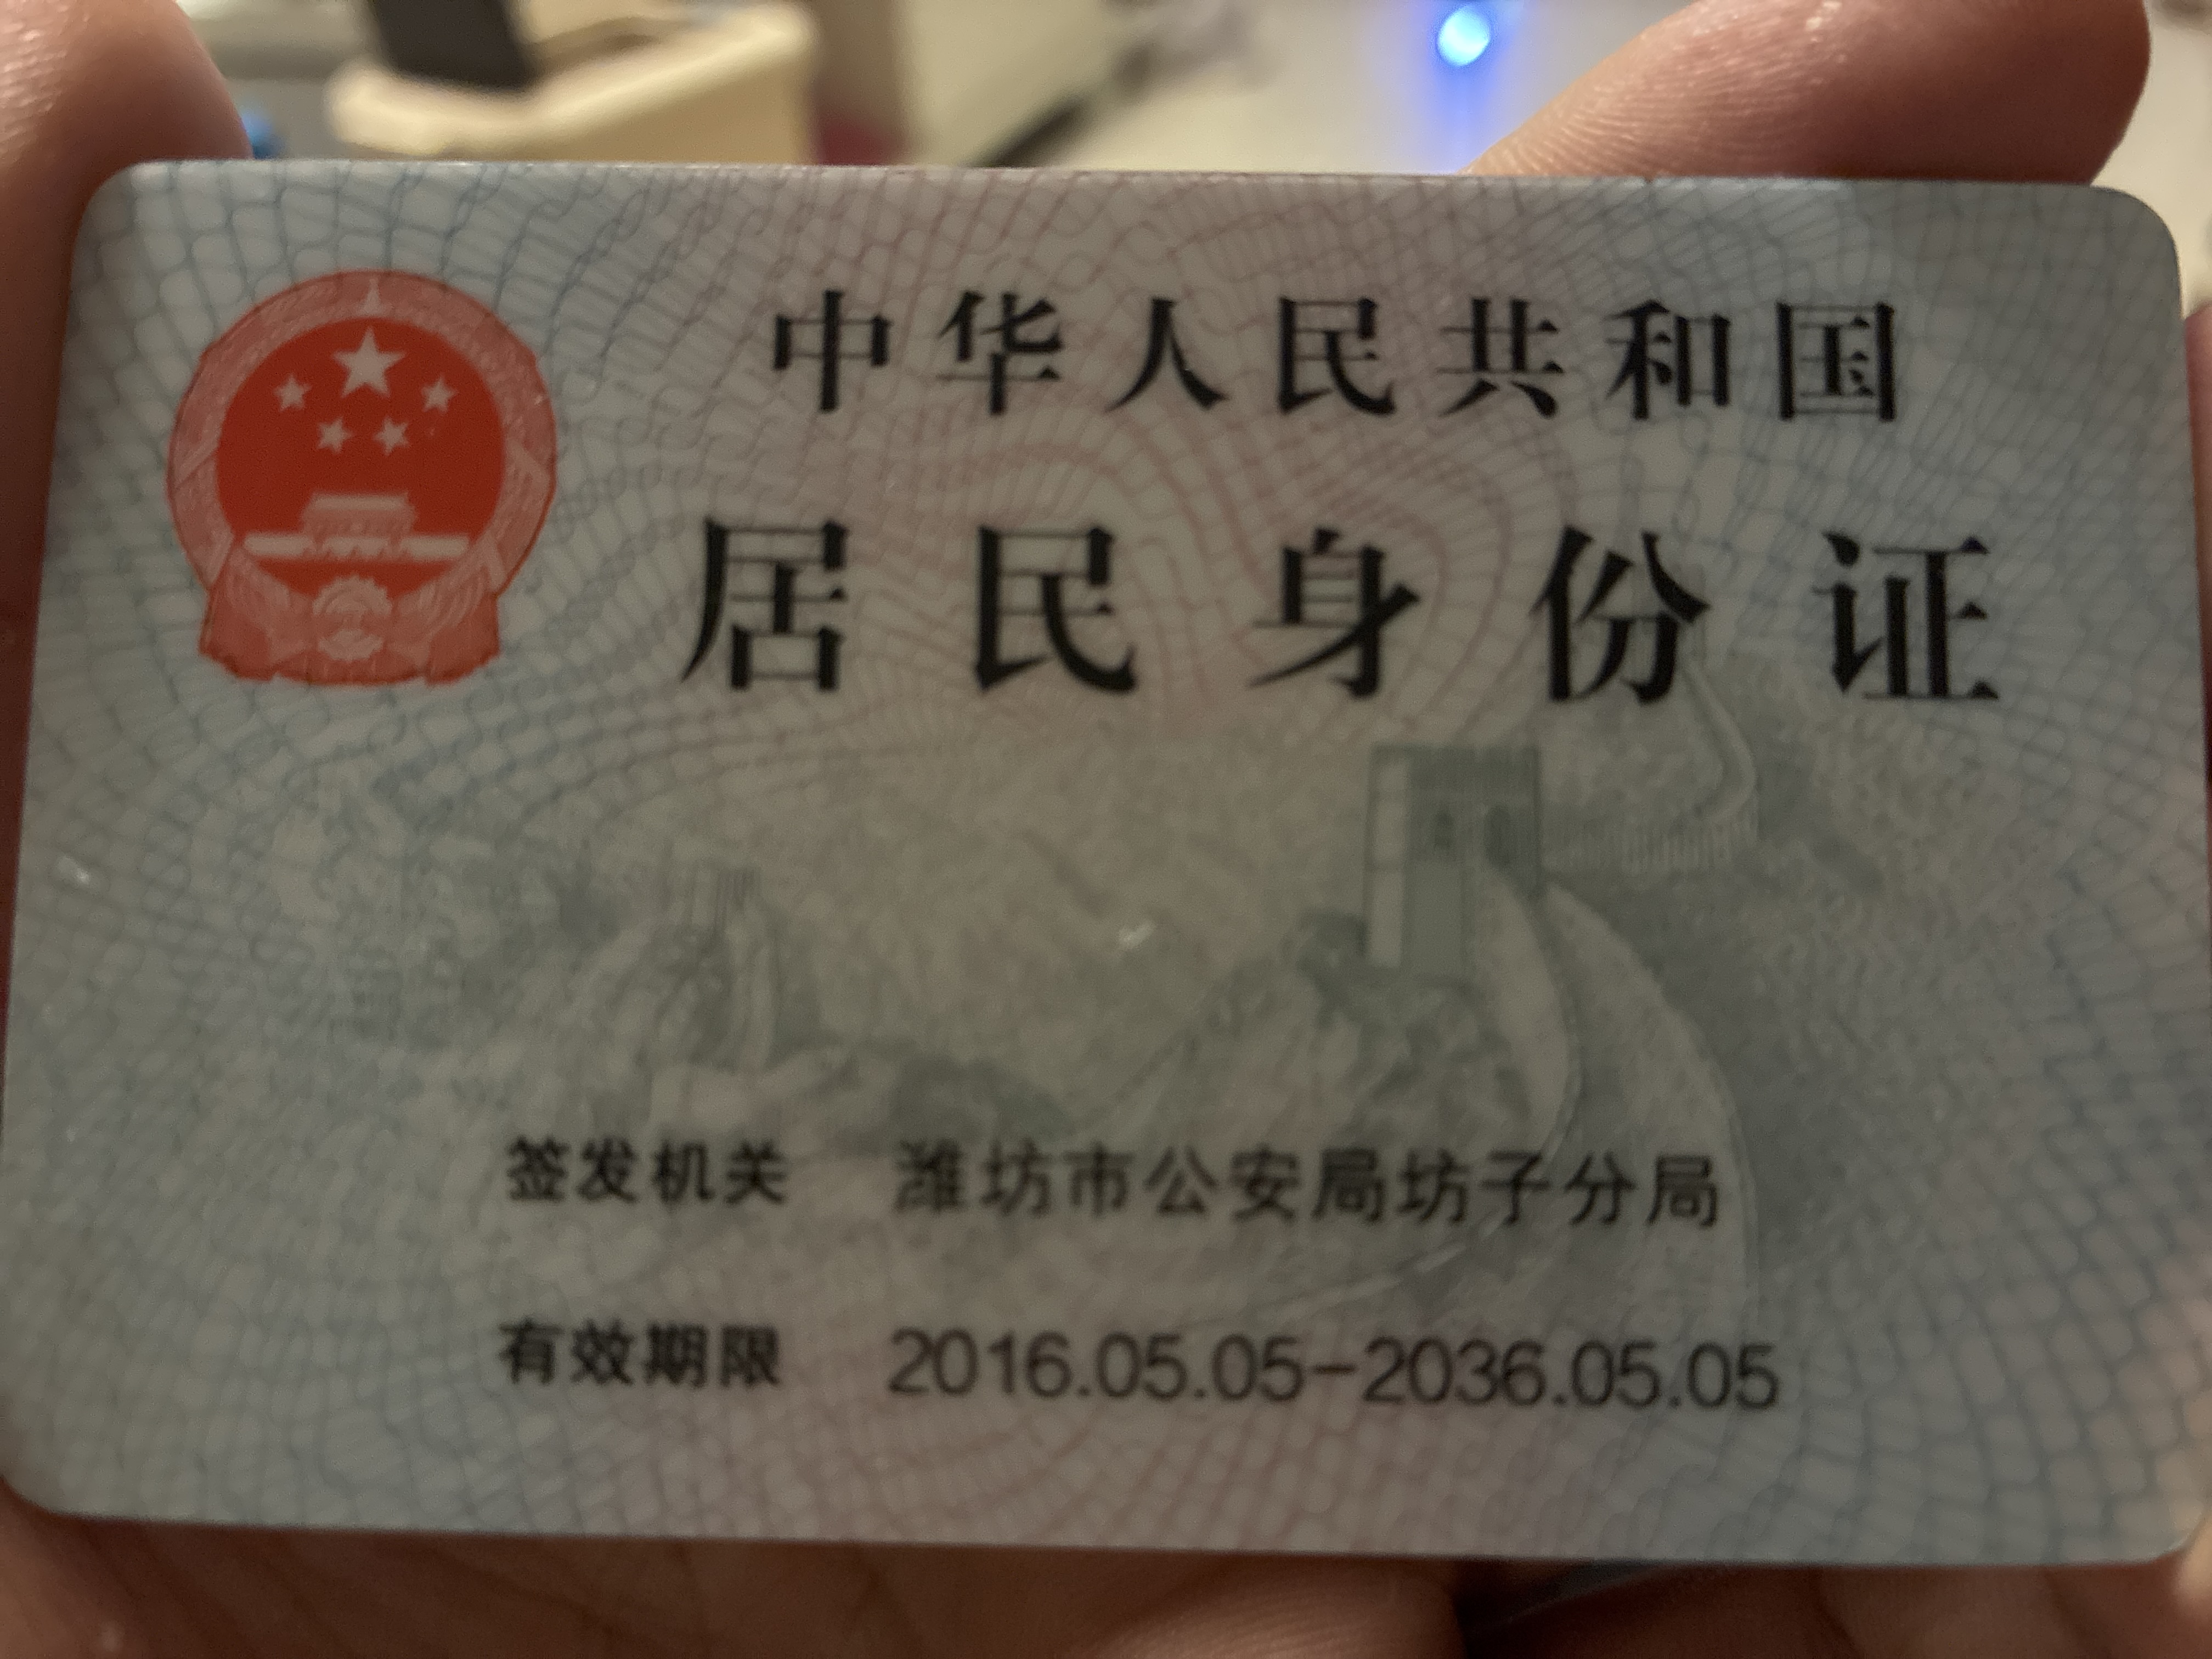 中华人民共和国
居民身份证
签发机关 潍坊市公安局坊子分局
有效期限 2016.05.05-2036.05.05